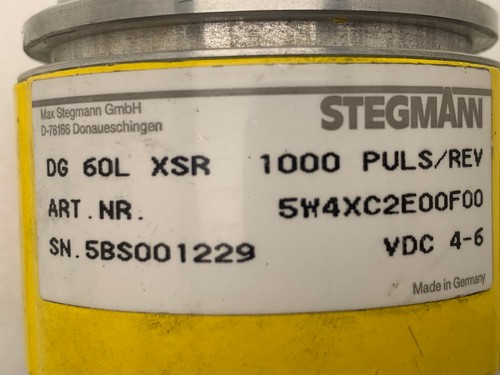 Max Stegmann GmbH
D-78166 Donaueschingen
STEGMANN
DG 60L XSR 1000 PULS/REV
ART.NR. 5W4XC2E00F00
SN.5BS001229 VDC 4-6
Made in Germany